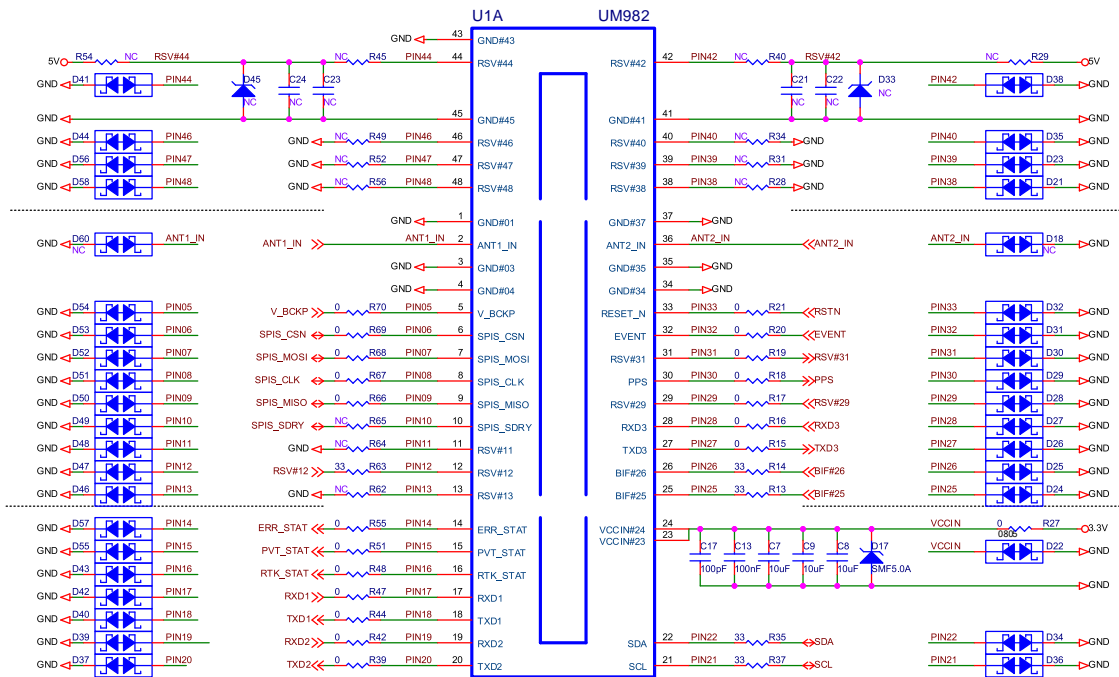 U1A UM982
GND 43 GND#43
5V R54 NC RSV#44 NC R45 PIN44 44 RSV#44 RSV#42 42 PIN42 NC R40 RSV#42 NC R29 5V
GND D41 PIN44 D45 NC C24 NC C23 NC C21 NC C22 NC D33 NC PIN42 D38 GND
GND 45 GND#45 GND#41 41 GND
GND D44 PIN46 GND NC R49 PIN46 46 RSV#46 RSV#40 40 PIN40 NC R34 GND PIN40 D35 GND
GND D56 PIN47 GND NC R52 PIN47 47 RSV#47 RSV#39 39 PIN39 NC R31 GND PIN39 D23 GND
GND D58 PIN48 GND NC R56 PIN48 48 RSV#48 RSV#38 38 PIN38 NC R28 GND PIN38 D21 GND
GND 1 GND#01 GND#37 37 GND
GND D60 NC ANT1_IN ANT1_IN ANT1_IN 2 ANT1_IN ANT2_IN 36 ANT2_IN ANT2_IN ANT2_IN D18 NC GND
GND 3 GND#03 GND#35 35 GND
GND 4 GND#04 GND#34 34 GND
GND D54 PIN05 V_BCKP 0 R70 PIN05 5 V_BCKP RESET_N 33 PIN33 0 R21 RSTN PIN33 D32 GND
GND D53 PIN06 SPIS_CSN 0 R69 PIN06 6 SPIS_CSN EVENT 32 PIN32 0 R20 EVENT PIN32 D31 GND
GND D52 PIN07 SPIS_MOSI 0 R68 PIN07 7 SPIS_MOSI RSV#31 31 PIN31 0 R19 RSV#31 PIN31 D30 GND
GND D51 PIN08 SPIS_CLK 0 R67 PIN08 8 SPIS_CLK PPS 30 PIN30 0 R18 PPS PIN30 D29 GND
GND D50 PIN09 SPIS_MISO 0 R66 PIN09 9 SPIS_MISO RSV#29 29 PIN29 0 R17 RSV#29 PIN29 D28 GND
GND D49 PIN10 SPIS_SDRY NC R65 PIN10 10 SPIS_SDRY RXD3 28 PIN28 0 R16 RXD3 PIN28 D27 GND
GND D48 PIN11 GND NC R64 PIN11 11 RSV#11 TXD3 27 PIN27 0 R15 TXD3 PIN27 D26 GND
GND D47 PIN12 RSV#12 33 R63 PIN12 12 RSV#12 BIF#26 26 PIN26 33 R14 BIF#26 PIN26 D25 GND
GND D46 PIN13 GND NC R62 PIN13 13 RSV#13 BIF#25 25 PIN25 33 R13 BIF#25 PIN25 D24 GND
GND D57 PIN14 ERR_STAT 0 R55 PIN14 14 ERR_STAT VCCIN#24 24 VCCIN 0 0805 R27 3.3V
VCCIN#23 23
GND D55 PIN15 PVT_STAT 0 R51 PIN15 15 PVT_STAT C17 C13 C7 C9 C8 D17 VCCIN D22 GND
GND D43 PIN16 RTK_STAT 0 R48 PIN16 16 RTK_STAT 100pF 100nF 10uF 10uF 10uF SMF5.0A
GND D42 PIN17 RXD1 0 R47 PIN17 17 RXD1 GND
GND D40 PIN18 TXD1 0 R44 PIN18 18 TXD1
GND D39 PIN19 RXD2 0 R42 PIN19 19 RXD2 SDA 22 PIN22 33 R35 SDA PIN22 D34 GND
GND D37 PIN20 TXD2 0 R39 PIN20 20 TXD2 SCL 21 PIN21 33 R37 SCL PIN21 D36 GND